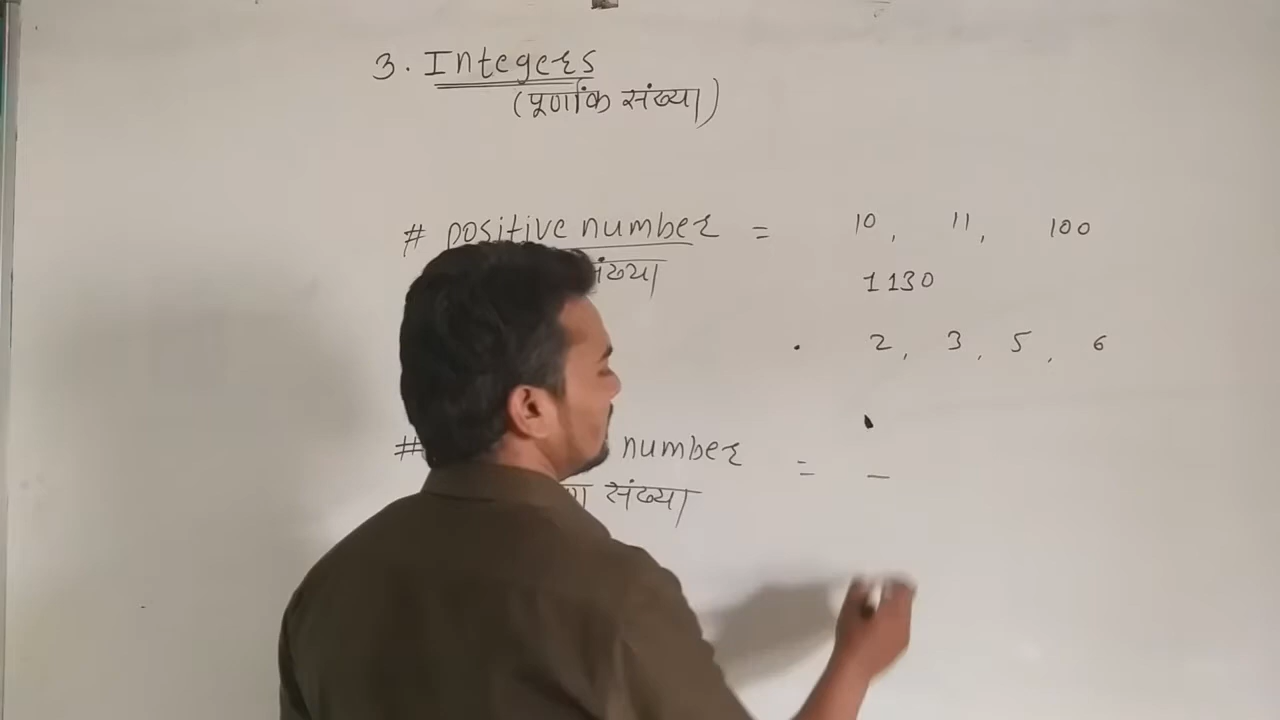 3. Integers
(पूर्णांक संख्या)
# positive number = 10, 11, 100
संख्या 1130
. 2, 3, 5, 6
# number = —
संख्या